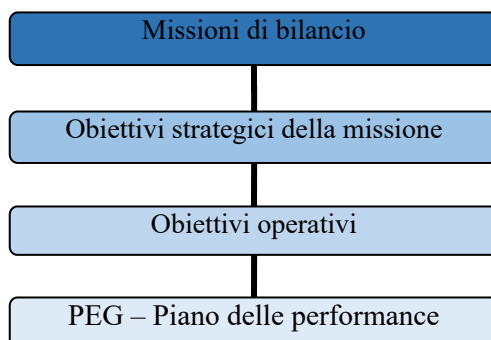 Missioni di bilancio
Obiettivi strategici della missione
Obiettivi operativi
PEG – Piano delle performance